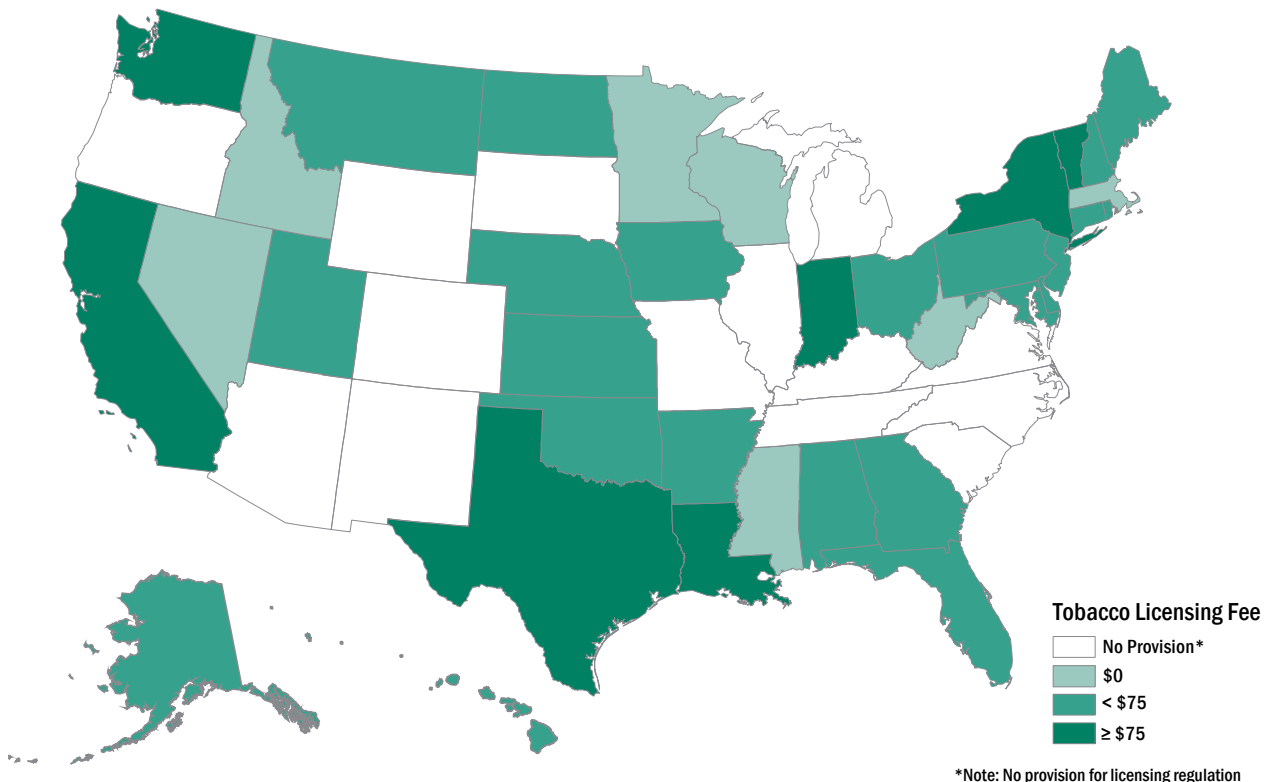 Tobacco Licensing Fee
No Provision*
$0
< $75
≥ $75
*Note: No provision for licensing regulation